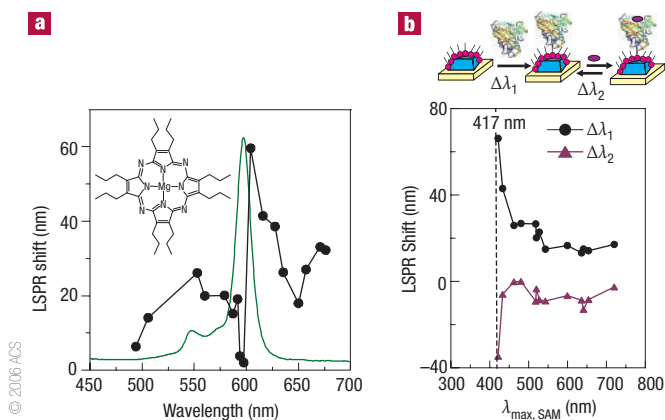 a
LSPR shift (nm)
60
40
20
0
450 500 550 600 650 700
Wavelength (nm)
N N N
N Mg N
N N N
© 2006 ACS
b
Δλ1
Δλ2
LSPR Shift (nm)
80
40
0
−40
417 nm
Δλ1
Δλ2
300 400 500 600 700 800
λmax, SAM nm